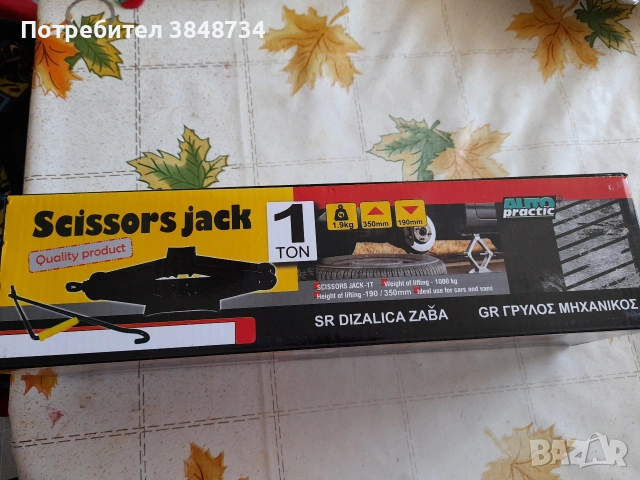 Потребител 3848734
Scissors jack
Quality product
1
TON
1.9kg
350mm
190mm
AUTO
practic
SCISSORS JACK-1T
Weight of lifting - 1000 kg
Height of lifting -190 / 350mm
Ideal use for cars and vans
SR DIZALICA ZABA
GR ΓΡΥΛΟΣ ΜΗΧΑΝΙΚΟΣ
BAZAR